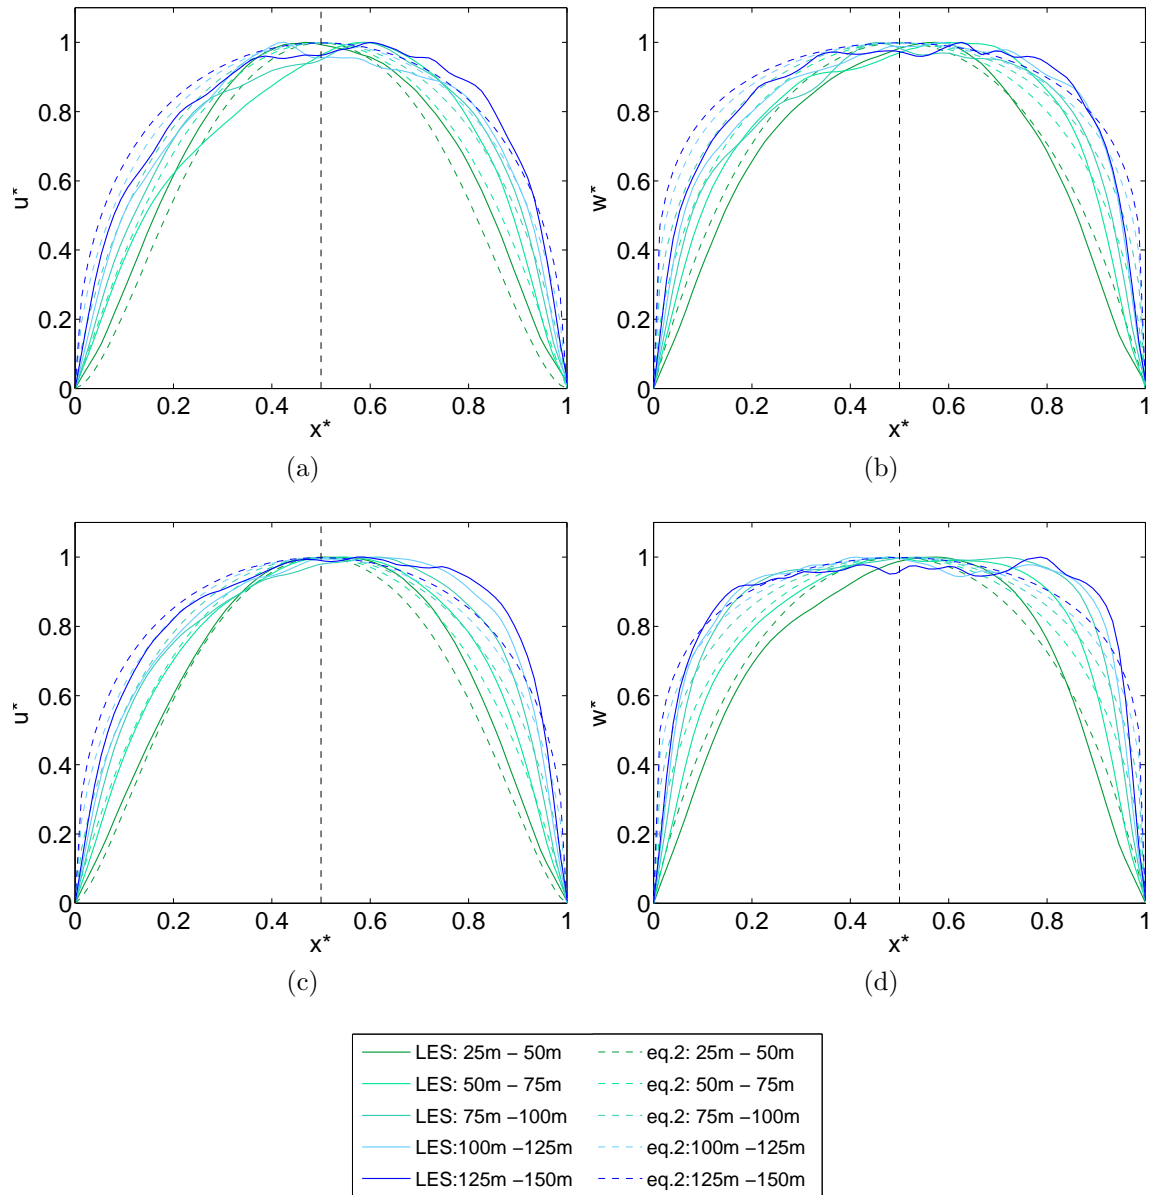 1
0.8
0.6
0.4
0.2
0
u*
0 0.2 0.4 0.6 0.8 1
x*
(a)
1
0.8
0.6
0.4
0.2
0
w*
0 0.2 0.4 0.6 0.8 1
x*
(b)
1
0.8
0.6
0.4
0.2
0
u*
0 0.2 0.4 0.6 0.8 1
x*
(c)
1
0.8
0.6
0.4
0.2
0
w*
0 0.2 0.4 0.6 0.8 1
x*
(d)
LES: 25m −50m
LES: 50m −75m
LES: 75m −100m
LES:100m −125m
LES:125m −150m
eq.2: 25m −50m
eq.2: 50m −75m
eq.2: 75m −100m
eq.2:100m −125m
eq.2:125m −150m